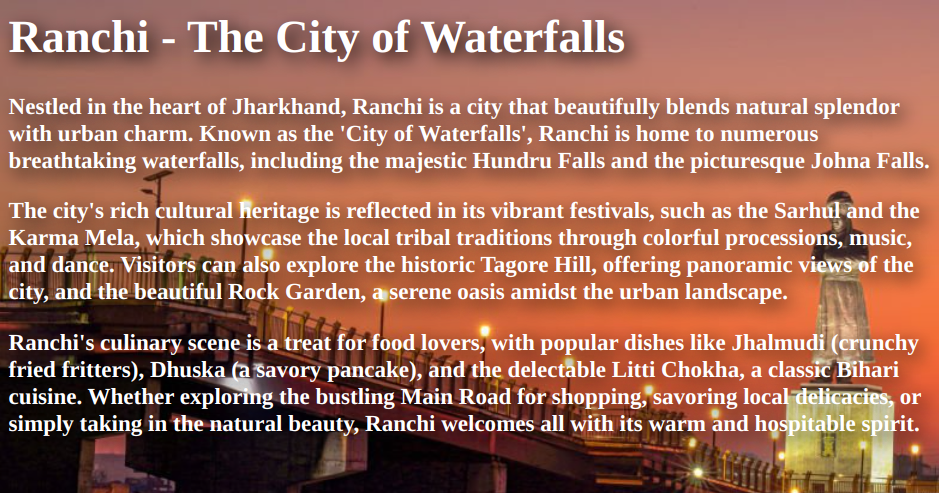 Ranchi - The City of Waterfalls
Nestled in the heart of Jharkhand, Ranchi is a city that beautifully blends natural splendor
with urban charm. Known as the 'City of Waterfalls', Ranchi is home to numerous
breathtaking waterfalls, including the majestic Hundru Falls and the picturesque Johna Falls.
The city's rich cultural heritage is reflected in its vibrant festivals, such as the Sarhul and the
Karma Mela, which showcase the local tribal traditions through colorful processions, music,
and dance. Visitors can also explore the historic Tagore Hill, offering panoramic views of the
city, and the beautiful Rock Garden, a serene oasis amidst the urban landscape.
Ranchi's culinary scene is a treat for food lovers, with popular dishes like Jhalmudi (crunchy
fried fritters), Dhuska (a savory pancake), and the delectable Litti Chokha, a classic Bihari
cuisine. Whether exploring the bustling Main Road for shopping, savoring local delicacies, or
simply taking in the natural beauty, Ranchi welcomes all with its warm and hospitable spirit.